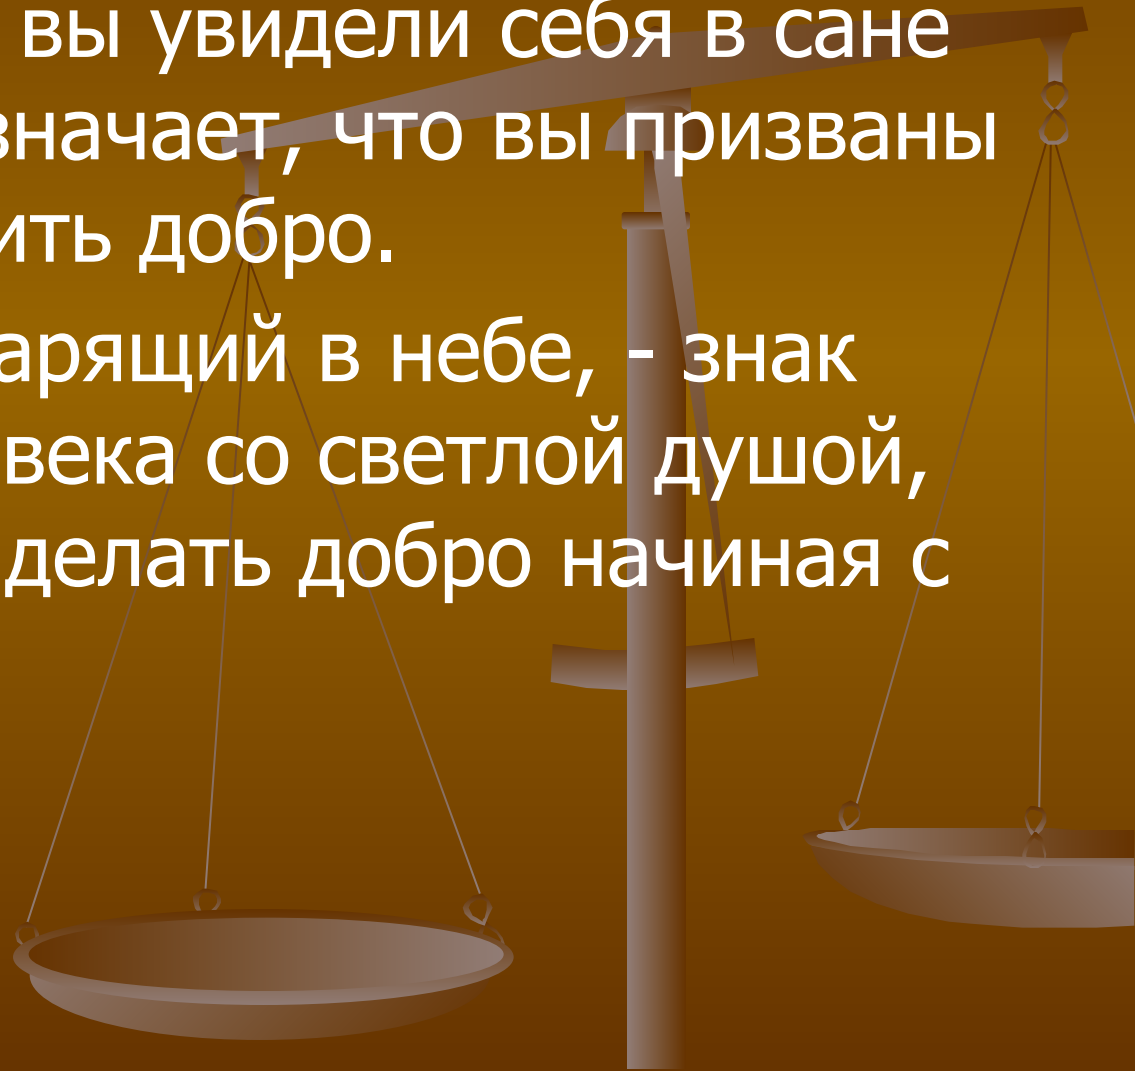 вы увидели себя в сане
значает, что вы призваны
ить добро.
арящий в небе, - знак
века со светлой душой,
делать добро начиная с